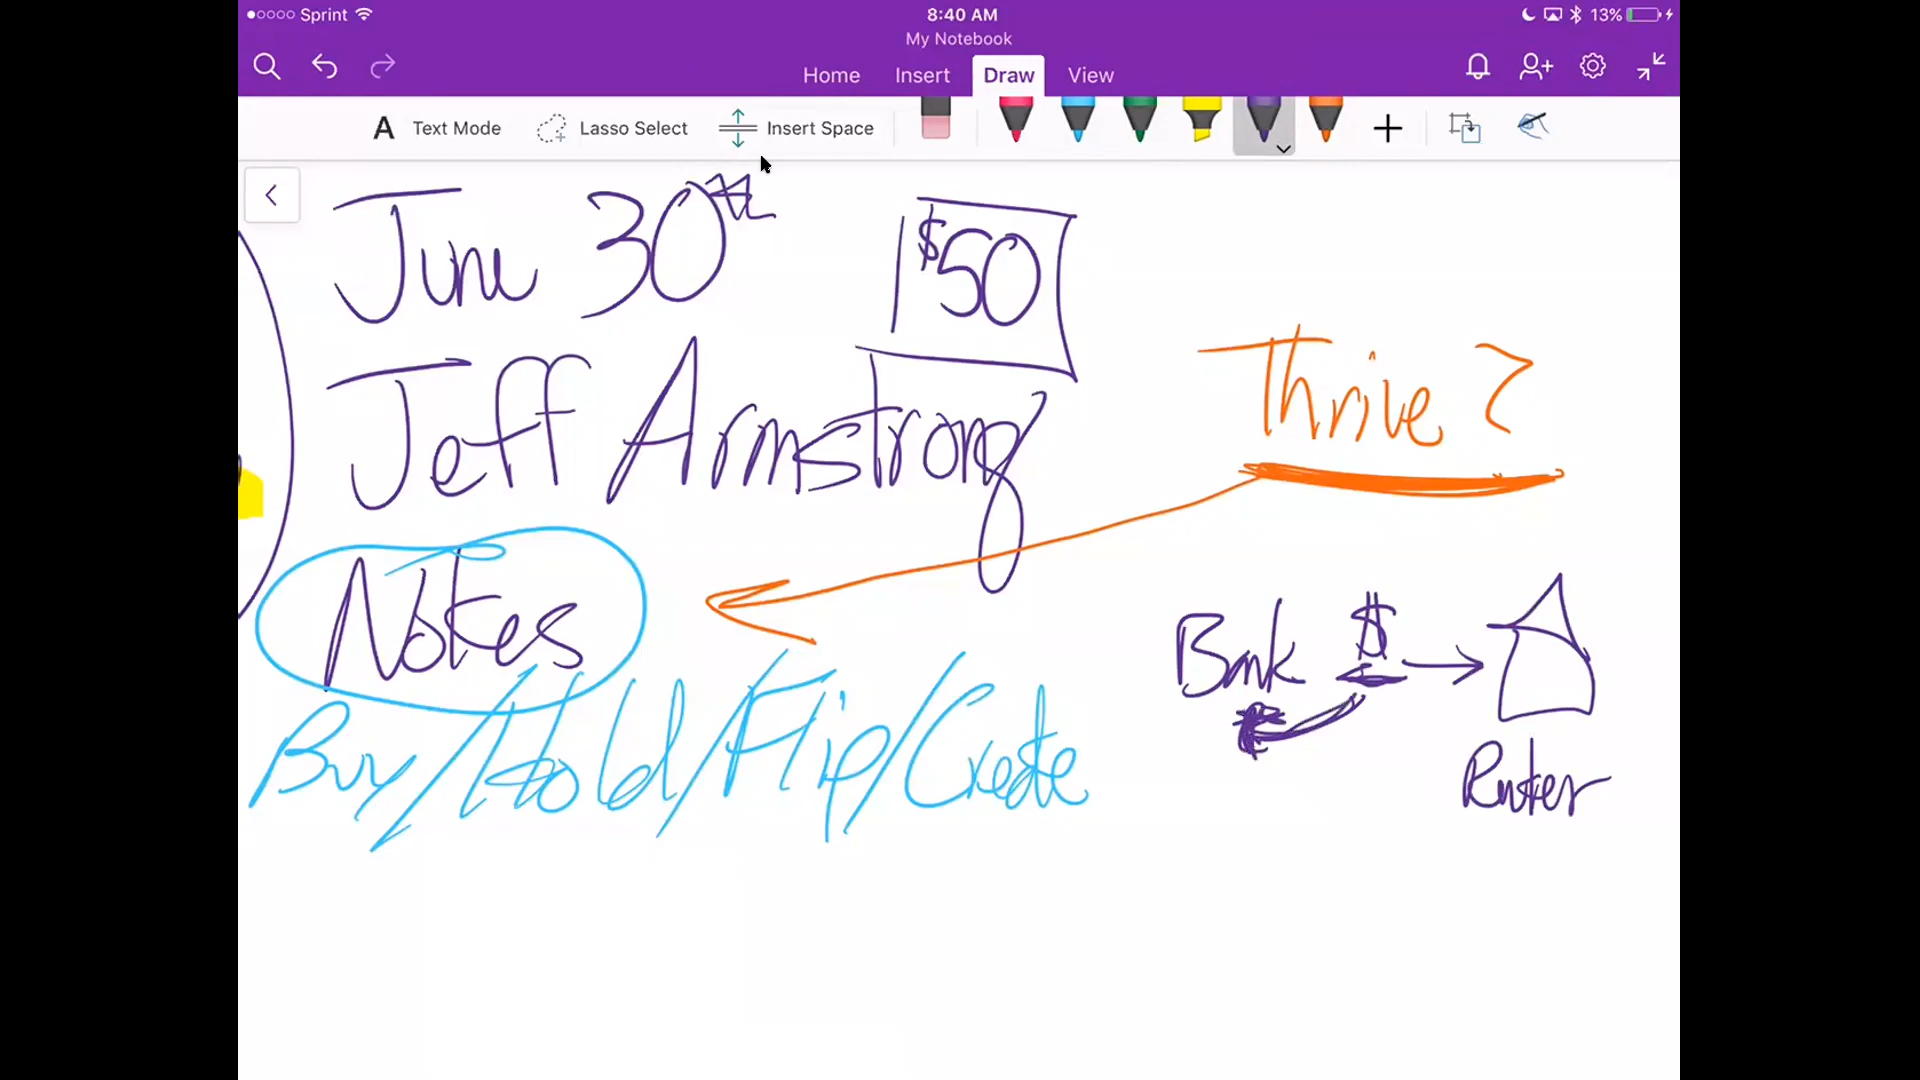 Sprint 8:40 AM 13%
My Notebook
Home Insert Draw View
A Text Mode Lasso Select Insert Space
June 30th $50
Jeff Armstrong Thrive ?
Notes
Bank $
Buy/Hold/Flip/Create